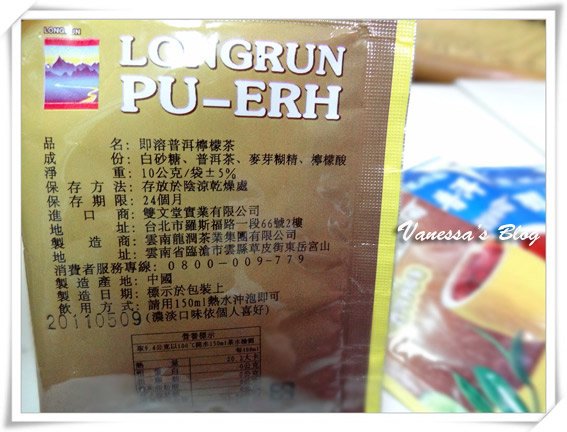 LONGRUN
LONGRUN
PU-ERH
品名:即溶普洱檸檬茶
成份:白砂糖、普洱茶、麥芽糊精、檸檬酸
淨重:10公克/袋±5%
保存方法:存放於陰涼乾燥處
保存期限:24個月
進口商:雙文堂實業有限公司
地址:台北市羅斯福路一段66號2樓
製造商:雲南龍潤茶業集團有限公司
地址:雲南省臨滄市雲縣草皮街東岳宮山
消費者服務專線:0800-009-779
製造產地:中國
製造日期:標示於包裝上
飲用方式:請用150ml熱水沖泡即可
20110509(濃淡口味依個人喜好)
營養標示
Vanessa's Blog